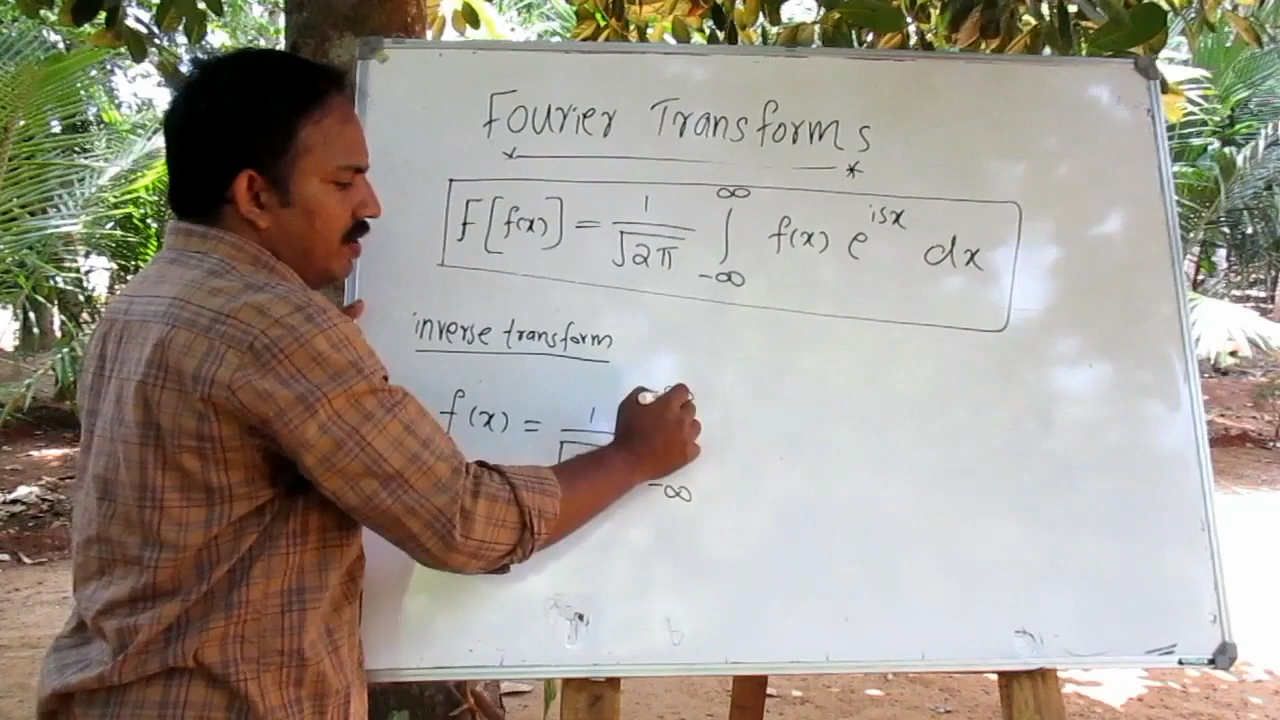 Fourier Transforms
F[f(x)] = 1/√2π ∫_{-∞}^{∞} f(x) e^{isx} dx
inverse transform
f(x) = 1
-∞